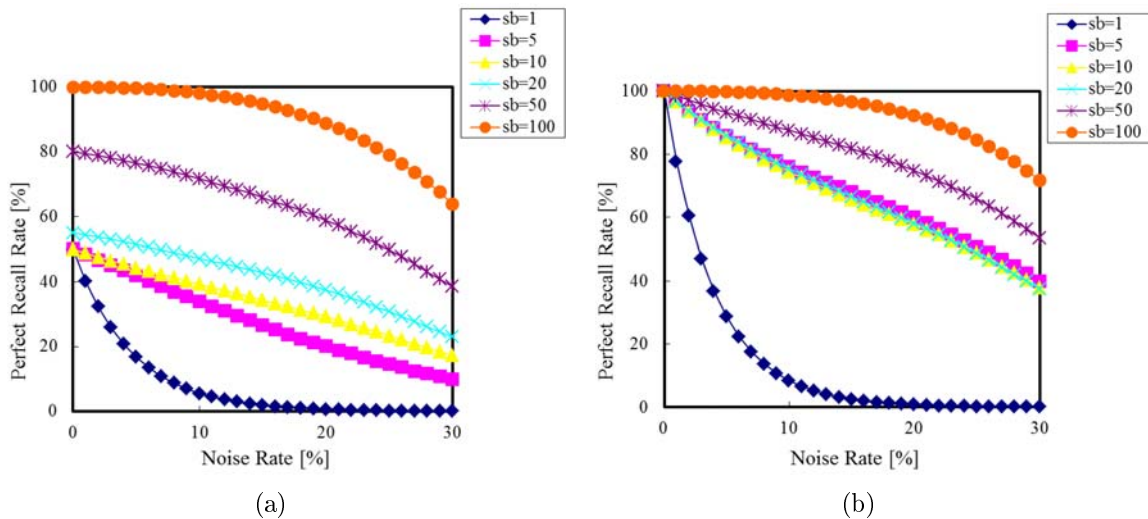 sb=1
sb=5
sb=10
sb=20
sb=50
sb=100
100
80
60
40
20
0
Perfect Recall Rate [%]
0 10 20 30
Noise Rate [%]
(a)
sb=1
sb=5
sb=10
sb=20
sb=50
sb=100
100
80
60
40
20
0
Perfect Recall Rate [%]
0 10 20 30
Noise Rate [%]
(b)